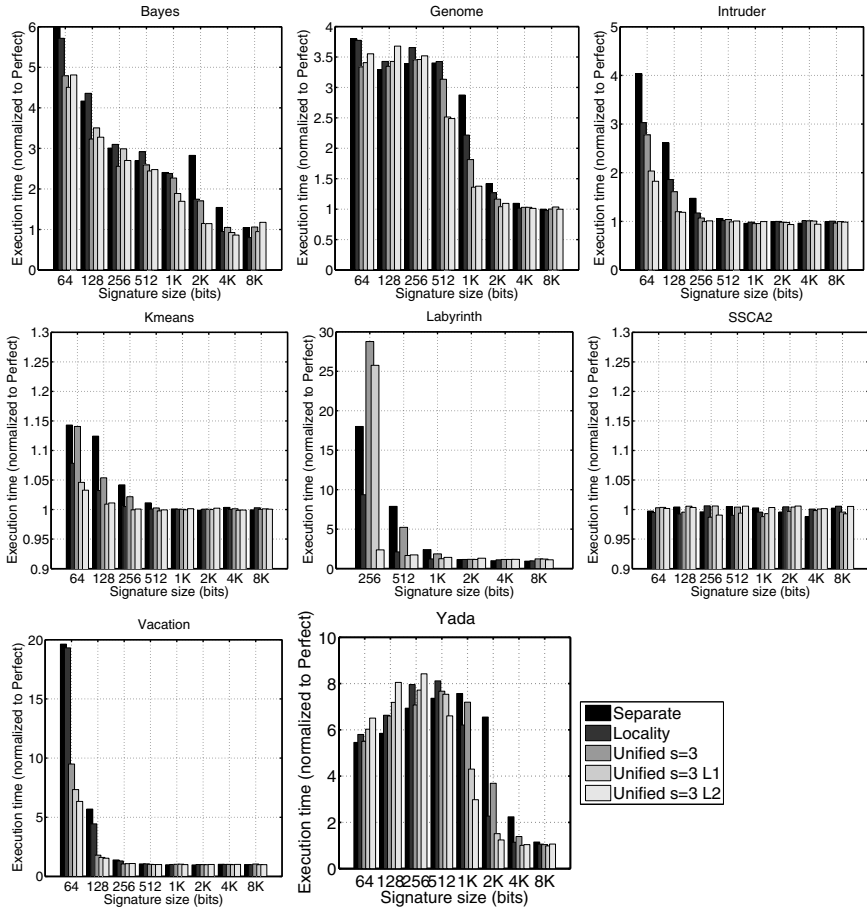 Bayes
Execution time (normalized to Perfect)
6
5
4
3
2
1
0
64 128 256 512 1K 2K 4K 8K
Signature size (bits)
Genome
Execution time (normalized to Perfect)
4
3.5
3
2.5
2
1.5
1
0.5
0
64 128 256 512 1K 2K 4K 8K
Signature size (bits)
Intruder
Execution time (normalized to Perfect)
5
4
3
2
1
0
64 128 256 512 1K 2K 4K 8K
Signature size (bits)
Kmeans
Execution time (normalized to Perfect)
1.3
1.25
1.2
1.15
1.1
1.05
1
0.95
0.9
64 128 256 512 1K 2K 4K 8K
Signature size (bits)
Labyrinth
Execution time (normalized to Perfect)
30
25
20
15
10
5
0
256 512 1K 2K 4K 8K
Signature size (bits)
SSCA2
Execution time (normalized to Perfect)
1.3
1.25
1.2
1.15
1.1
1.05
1
0.95
0.9
64 128 256 512 1K 2K 4K 8K
Signature size (bits)
Vacation
Execution time (normalized to Perfect)
20
15
10
5
0
64 128 256 512 1K 2K 4K 8K
Signature size (bits)
Yada
Execution time (normalized to Perfect)
10
8
6
4
2
0
64 128 256 512 1K 2K 4K 8K
Signature size (bits)
Separate
Locality
Unified s=3
Unified s=3 L1
Unified s=3 L2